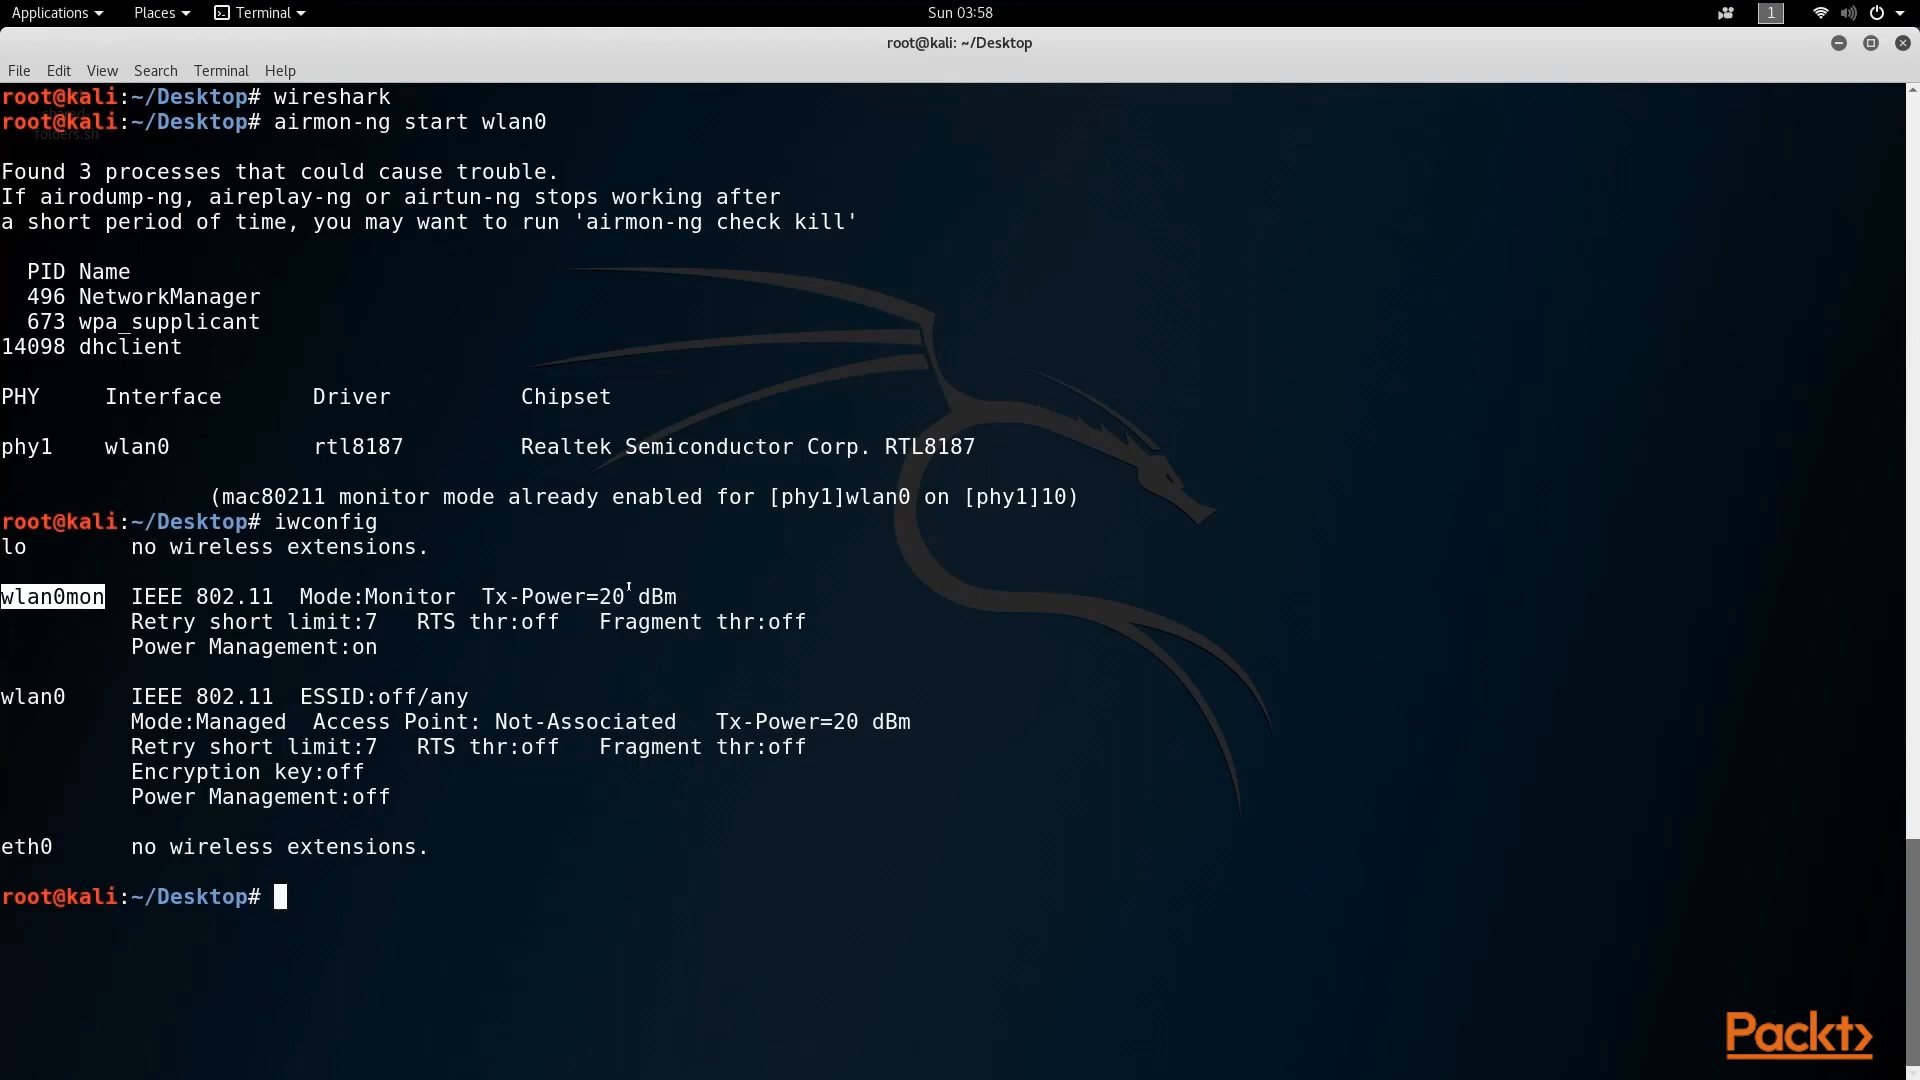 Applications Places Terminal Sun 03:58 1
root@kali: ~/Desktop
File Edit View Search Terminal Help
root@kali:~/Desktop# wireshark
root@kali:~/Desktop# airmon-ng start wlan0
folders.sh
Found 3 processes that could cause trouble.
If airodump-ng, aireplay-ng or airtun-ng stops working after
a short period of time, you may want to run 'airmon-ng check kill'
PID Name
496 NetworkManager
673 wpa_supplicant
14098 dhclient
PHY Interface Driver Chipset
phy1 wlan0 rtl8187 Realtek Semiconductor Corp. RTL8187
(mac80211 monitor mode already enabled for [phy1]wlan0 on [phy1]10)
root@kali:~/Desktop# iwconfig
lo no wireless extensions.
wlan0mon IEEE 802.11 Mode:Monitor Tx-Power=20 dBm
Retry short limit:7 RTS thr:off Fragment thr:off
Power Management:on
wlan0 IEEE 802.11 ESSID:off/any
Mode:Managed Access Point: Not-Associated Tx-Power=20 dBm
Retry short limit:7 RTS thr:off Fragment thr:off
Encryption key:off
Power Management:off
eth0 no wireless extensions.
root@kali:~/Desktop#
Packt>